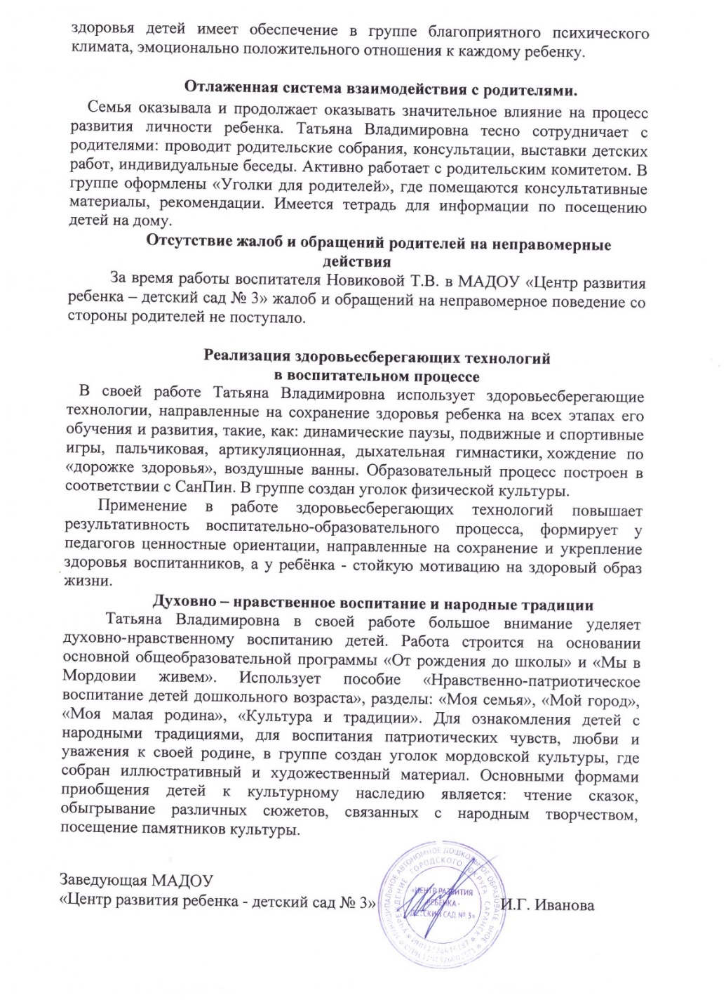 здоровья детей имеет обеспечение в группе благоприятного психического
климата, эмоционально положительного отношения к каждому ребенку.
Отлаженная система взаимодействия с родителями.
Семья оказывала и продолжает оказывать значительное влияние на процесс
развития личности ребенка. Татьяна Владимировна тесно сотрудничает с
родителями: проводит родительские собрания, консультации, выставки детских
работ, индивидуальные беседы. Активно работает с родительским комитетом. В
группе оформлены «Уголки для родителей», где помещаются консультативные
материалы, рекомендации. Имеется тетрадь для информации по посещению
детей на дому.
Отсутствие жалоб и обращений родителей на неправомерные
действия
За время работы воспитателя Новиковой Т.В. в МАДОУ «Центр развития
ребенка – детский сад № 3» жалоб и обращений на неправомерное поведение со
стороны родителей не поступало.
Реализация здоровьесберегающих технологий
в воспитательном процессе
В своей работе Татьяна Владимировна использует здоровьесберегающие
технологии, направленные на сохранение здоровья ребенка на всех этапах его
обучения и развития, такие, как: динамические паузы, подвижные и спортивные
игры, пальчиковая, артикуляционная, дыхательная гимнастики, хождение по
«дорожке здоровья», воздушные ванны. Образовательный процесс построен в
соответствии с СанПин. В группе создан уголок физической культуры.
Применение в работе здоровьесберегающих технологий повышает
результативность воспитательно-образовательного процесса, формирует у
педагогов ценностные ориентации, направленные на сохранение и укрепление
здоровья воспитанников, а у ребёнка - стойкую мотивацию на здоровый образ
жизни.
Духовно – нравственное воспитание и народные традиции
Татьяна Владимировна в своей работе большое внимание уделяет
духовно-нравственному воспитанию детей. Работа строится на основании
основной общеобразовательной программы «От рождения до школы» и «Мы в
Мордовии живем». Использует пособие «Нравственно-патриотическое
воспитание детей дошкольного возраста», разделы: «Моя семья», «Мой город»,
«Моя малая родина», «Культура и традиции». Для ознакомления детей с
народными традициями, для воспитания патриотических чувств, любви и
уважения к своей родине, в группе создан уголок мордовской культуры, где
собран иллюстративный и художественный материал. Основными формами
приобщения детей к культурному наследию является: чтение сказок,
обыгрывание различных сюжетов, связанных с народным творчеством,
посещение памятников культуры.
Заведующая МАДОУ
«Центр развития ребенка - детский сад № 3» И.Г. Иванова
МУНИЦИПАЛЬНОЕ АВТОНОМНОЕ ДОШКОЛЬНОЕ
УЧРЕЖДЕНИЕ ГОРОДСКОГО ОКРУГА САРАНСК
«ЦЕНТР РАЗВИТИЯ
РЕБЕНКА -
ДЕТСКИЙ САД № 3»